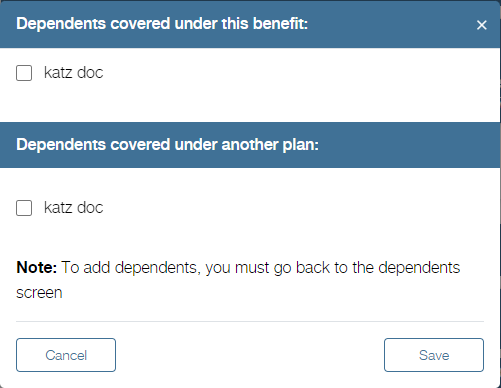 Dependents covered under this benefit:
×
katz doc
Dependents covered under another plan:
katz doc
Note: To add dependents, you must go back to the dependents
screen
Cancel
Save